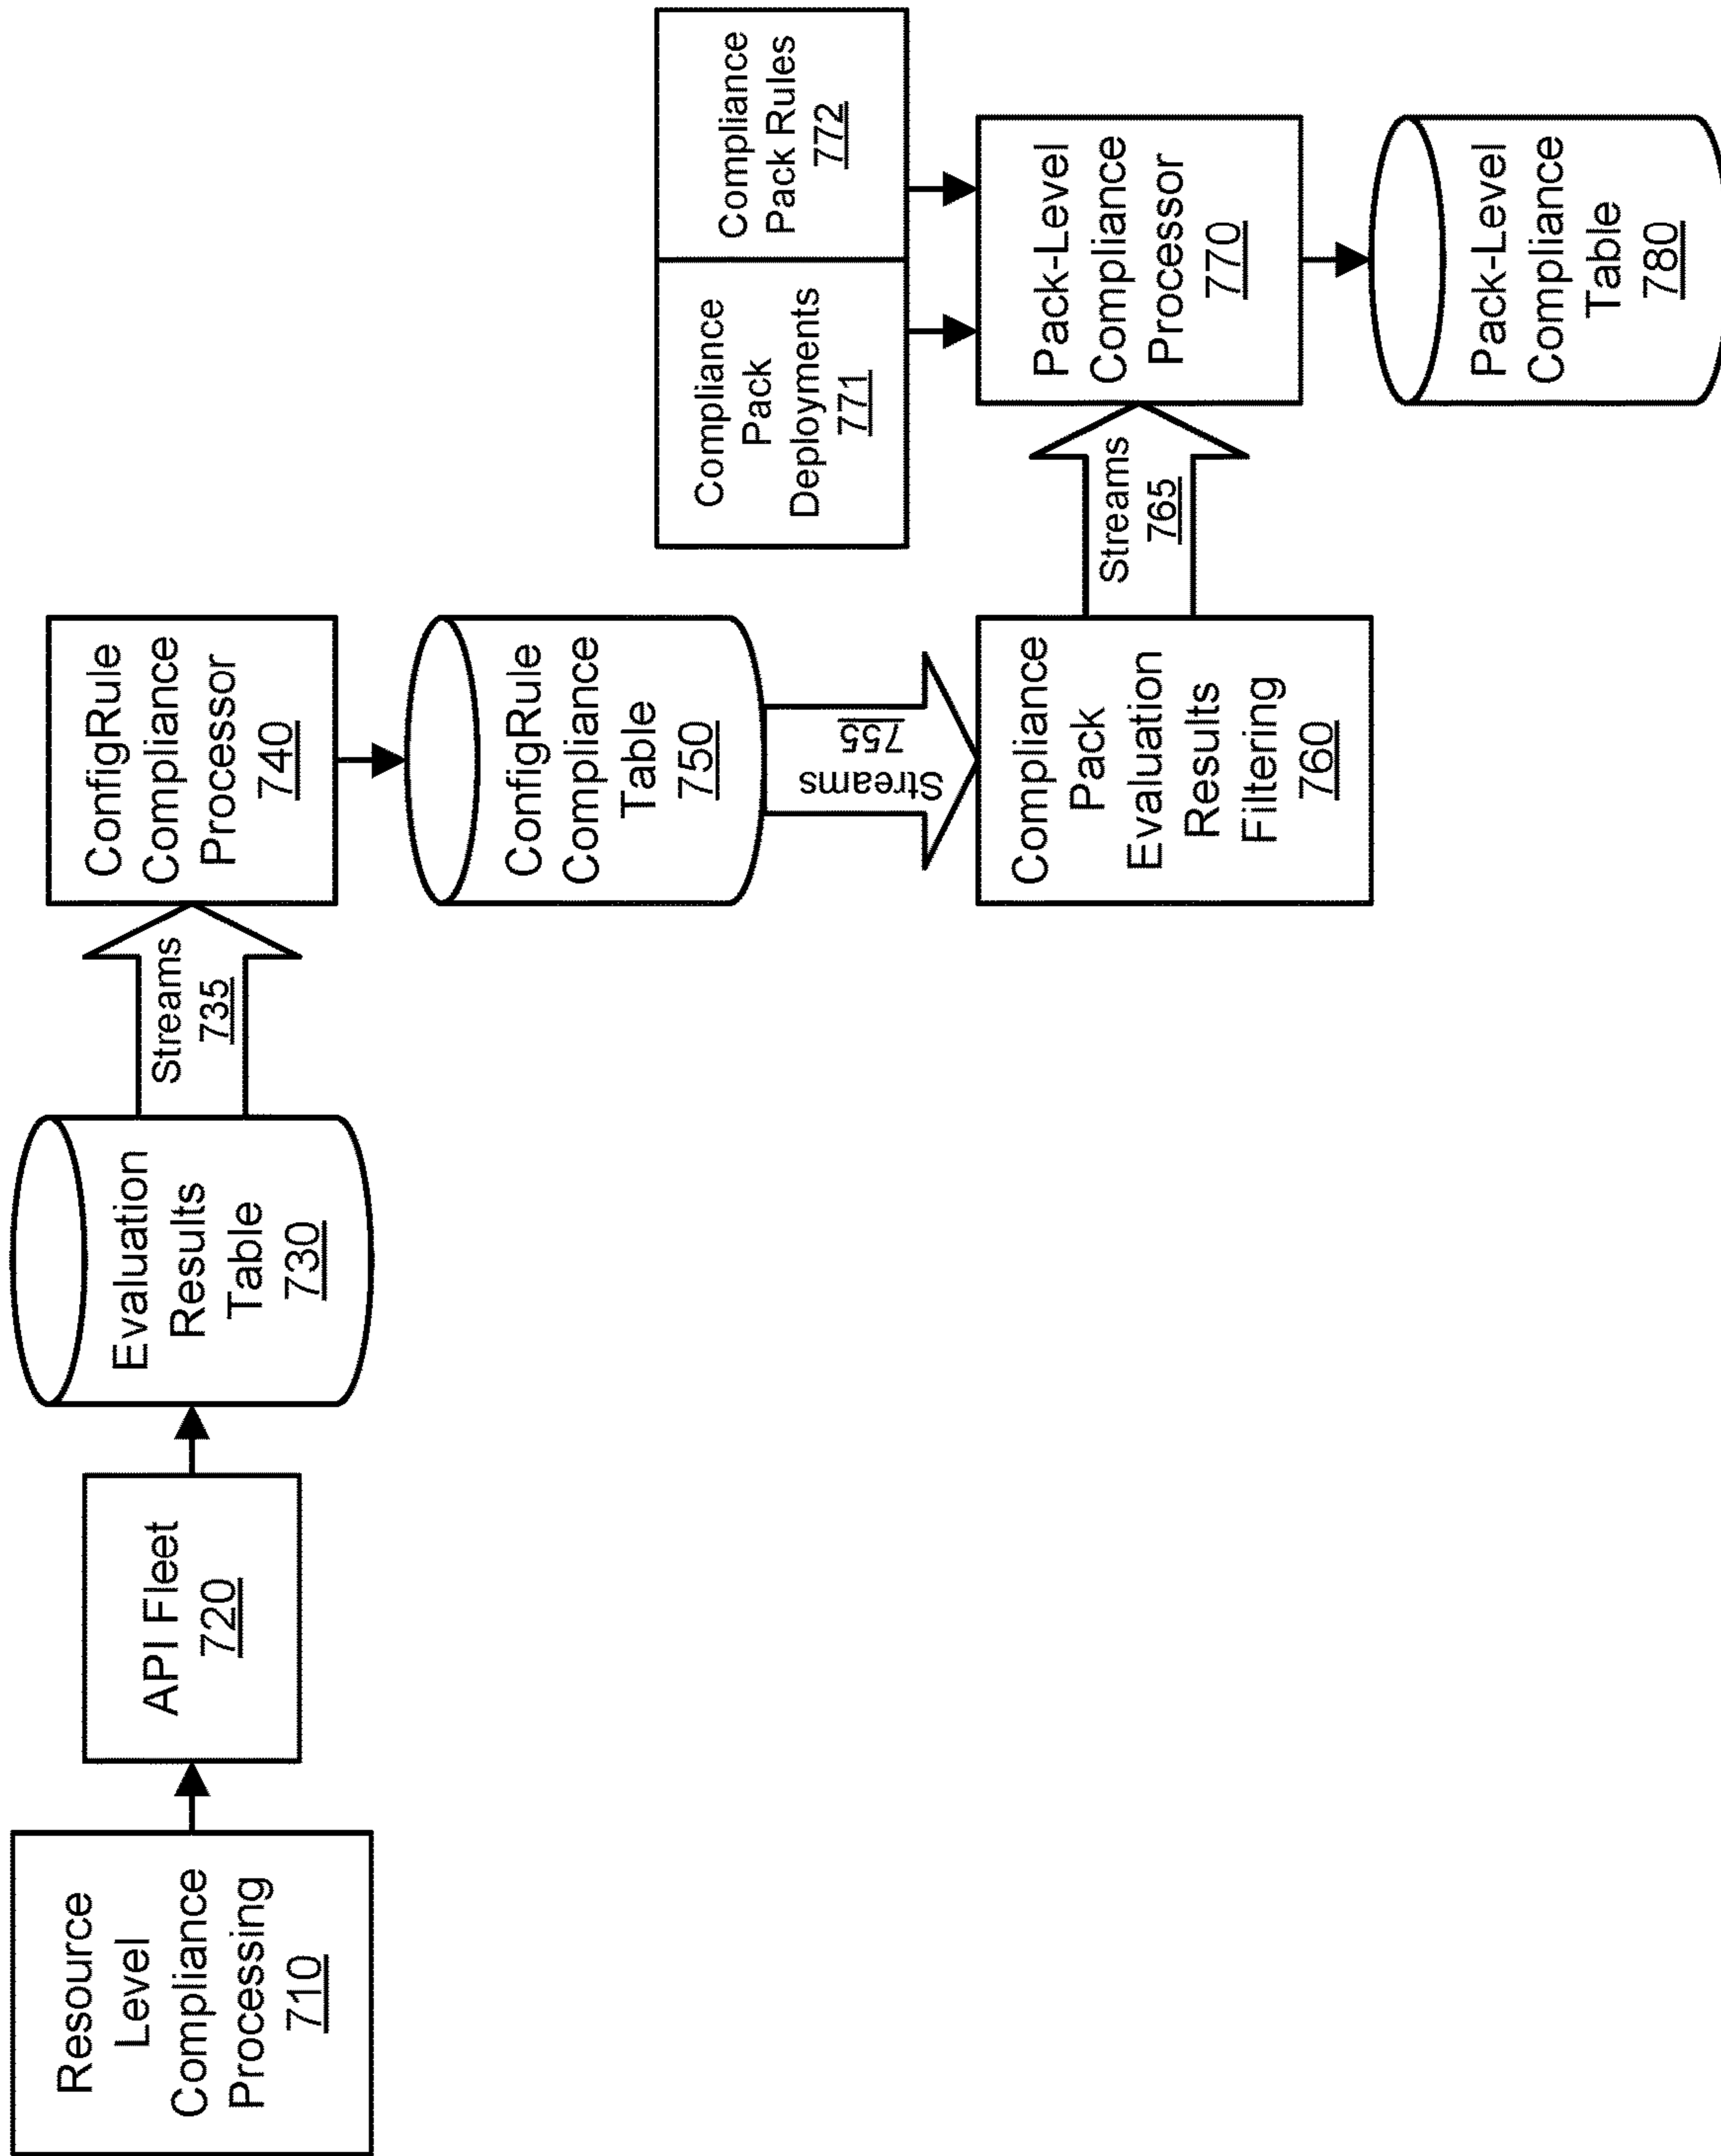 Resource
Level
Compliance
Processing
710
API Fleet
720
Evaluation
Results
Table
730
Streams
735
ConfigRule
Compliance
Processor
740
ConfigRule
Compliance
Table
750
Streams
755
Compliance
Pack
Evaluation
Results
Filtering
760
Streams
765
Compliance
Pack
Deployments
771
Compliance
Pack Rules
772
Pack-Level
Compliance
Processor
770
Pack-Level
Compliance
Table
780